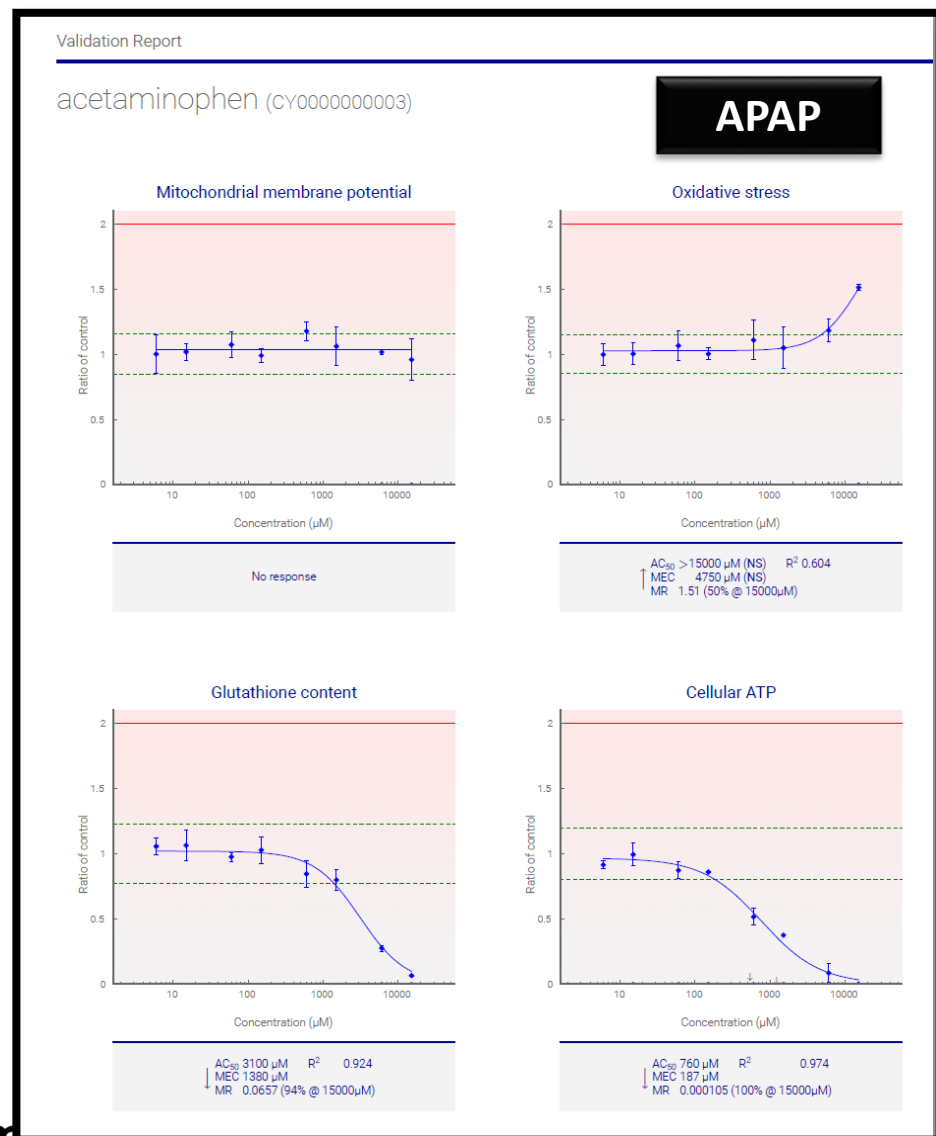 Validation Report
acetaminophen (CY0000000003)
APAP
Mitochondrial membrane potential
2
1.5
1
0.5
0
Ratio of control
10 100 1000 10000
Concentration (µM)
No response
Oxidative stress
2
1.5
1
0.5
0
Ratio of control
10 100 1000 10000
Concentration (µM)
↑ AC₅₀ >15000 µM (NS) R² 0.604
MEC 4750 µM (NS)
MR 1.51 (50% @ 15000µM)
Glutathione content
2
1.5
1
0.5
0
Ratio of control
10 100 1000 10000
Concentration (µM)
↓ AC₅₀ 3100 µM R² 0.924
MEC 1380 µM
MR 0.0657 (94% @ 15000µM)
Cellular ATP
2
1.5
1
0.5
0
Ratio of control
10 100 1000 10000
Concentration (µM)
↓ AC₅₀ 760 µM R² 0.974
MEC 187 µM
MR 0.000105 (100% @ 15000µM)